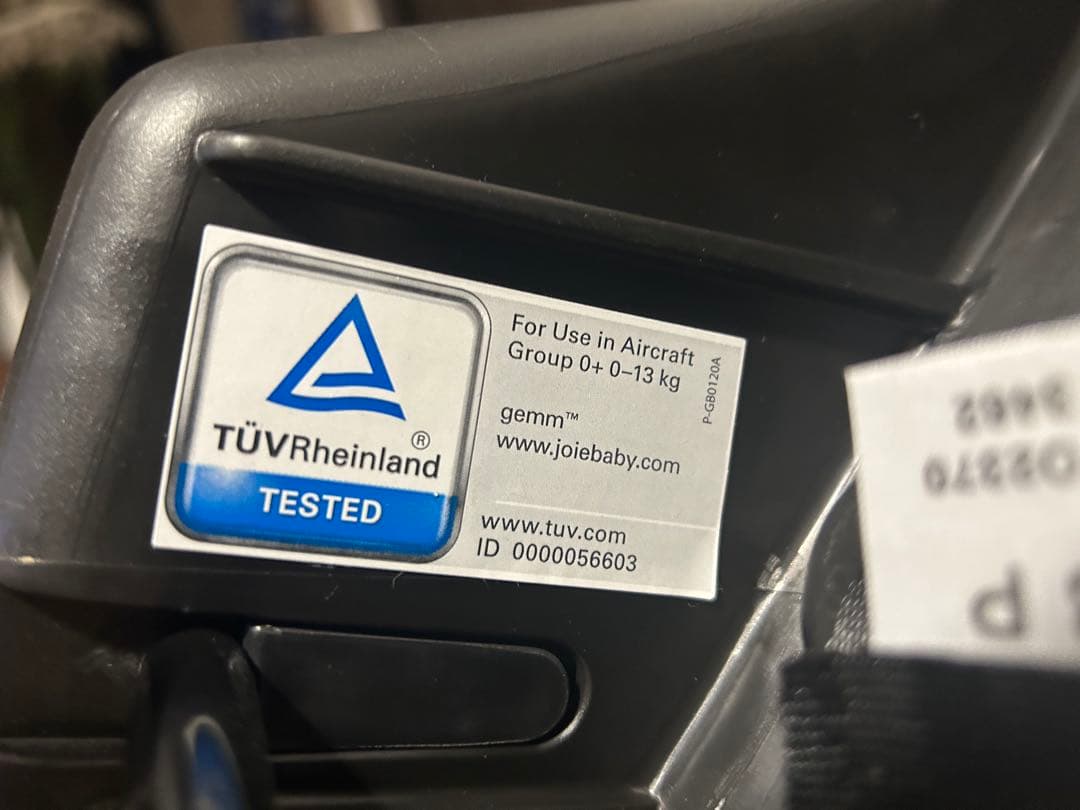 TÜVRheinland®
TESTED
For Use in Aircraft
Group 0+ 0–13 kg
gemm™
www.joiebaby.com
www.tuv.com
ID 0000056603
P-GB0120A